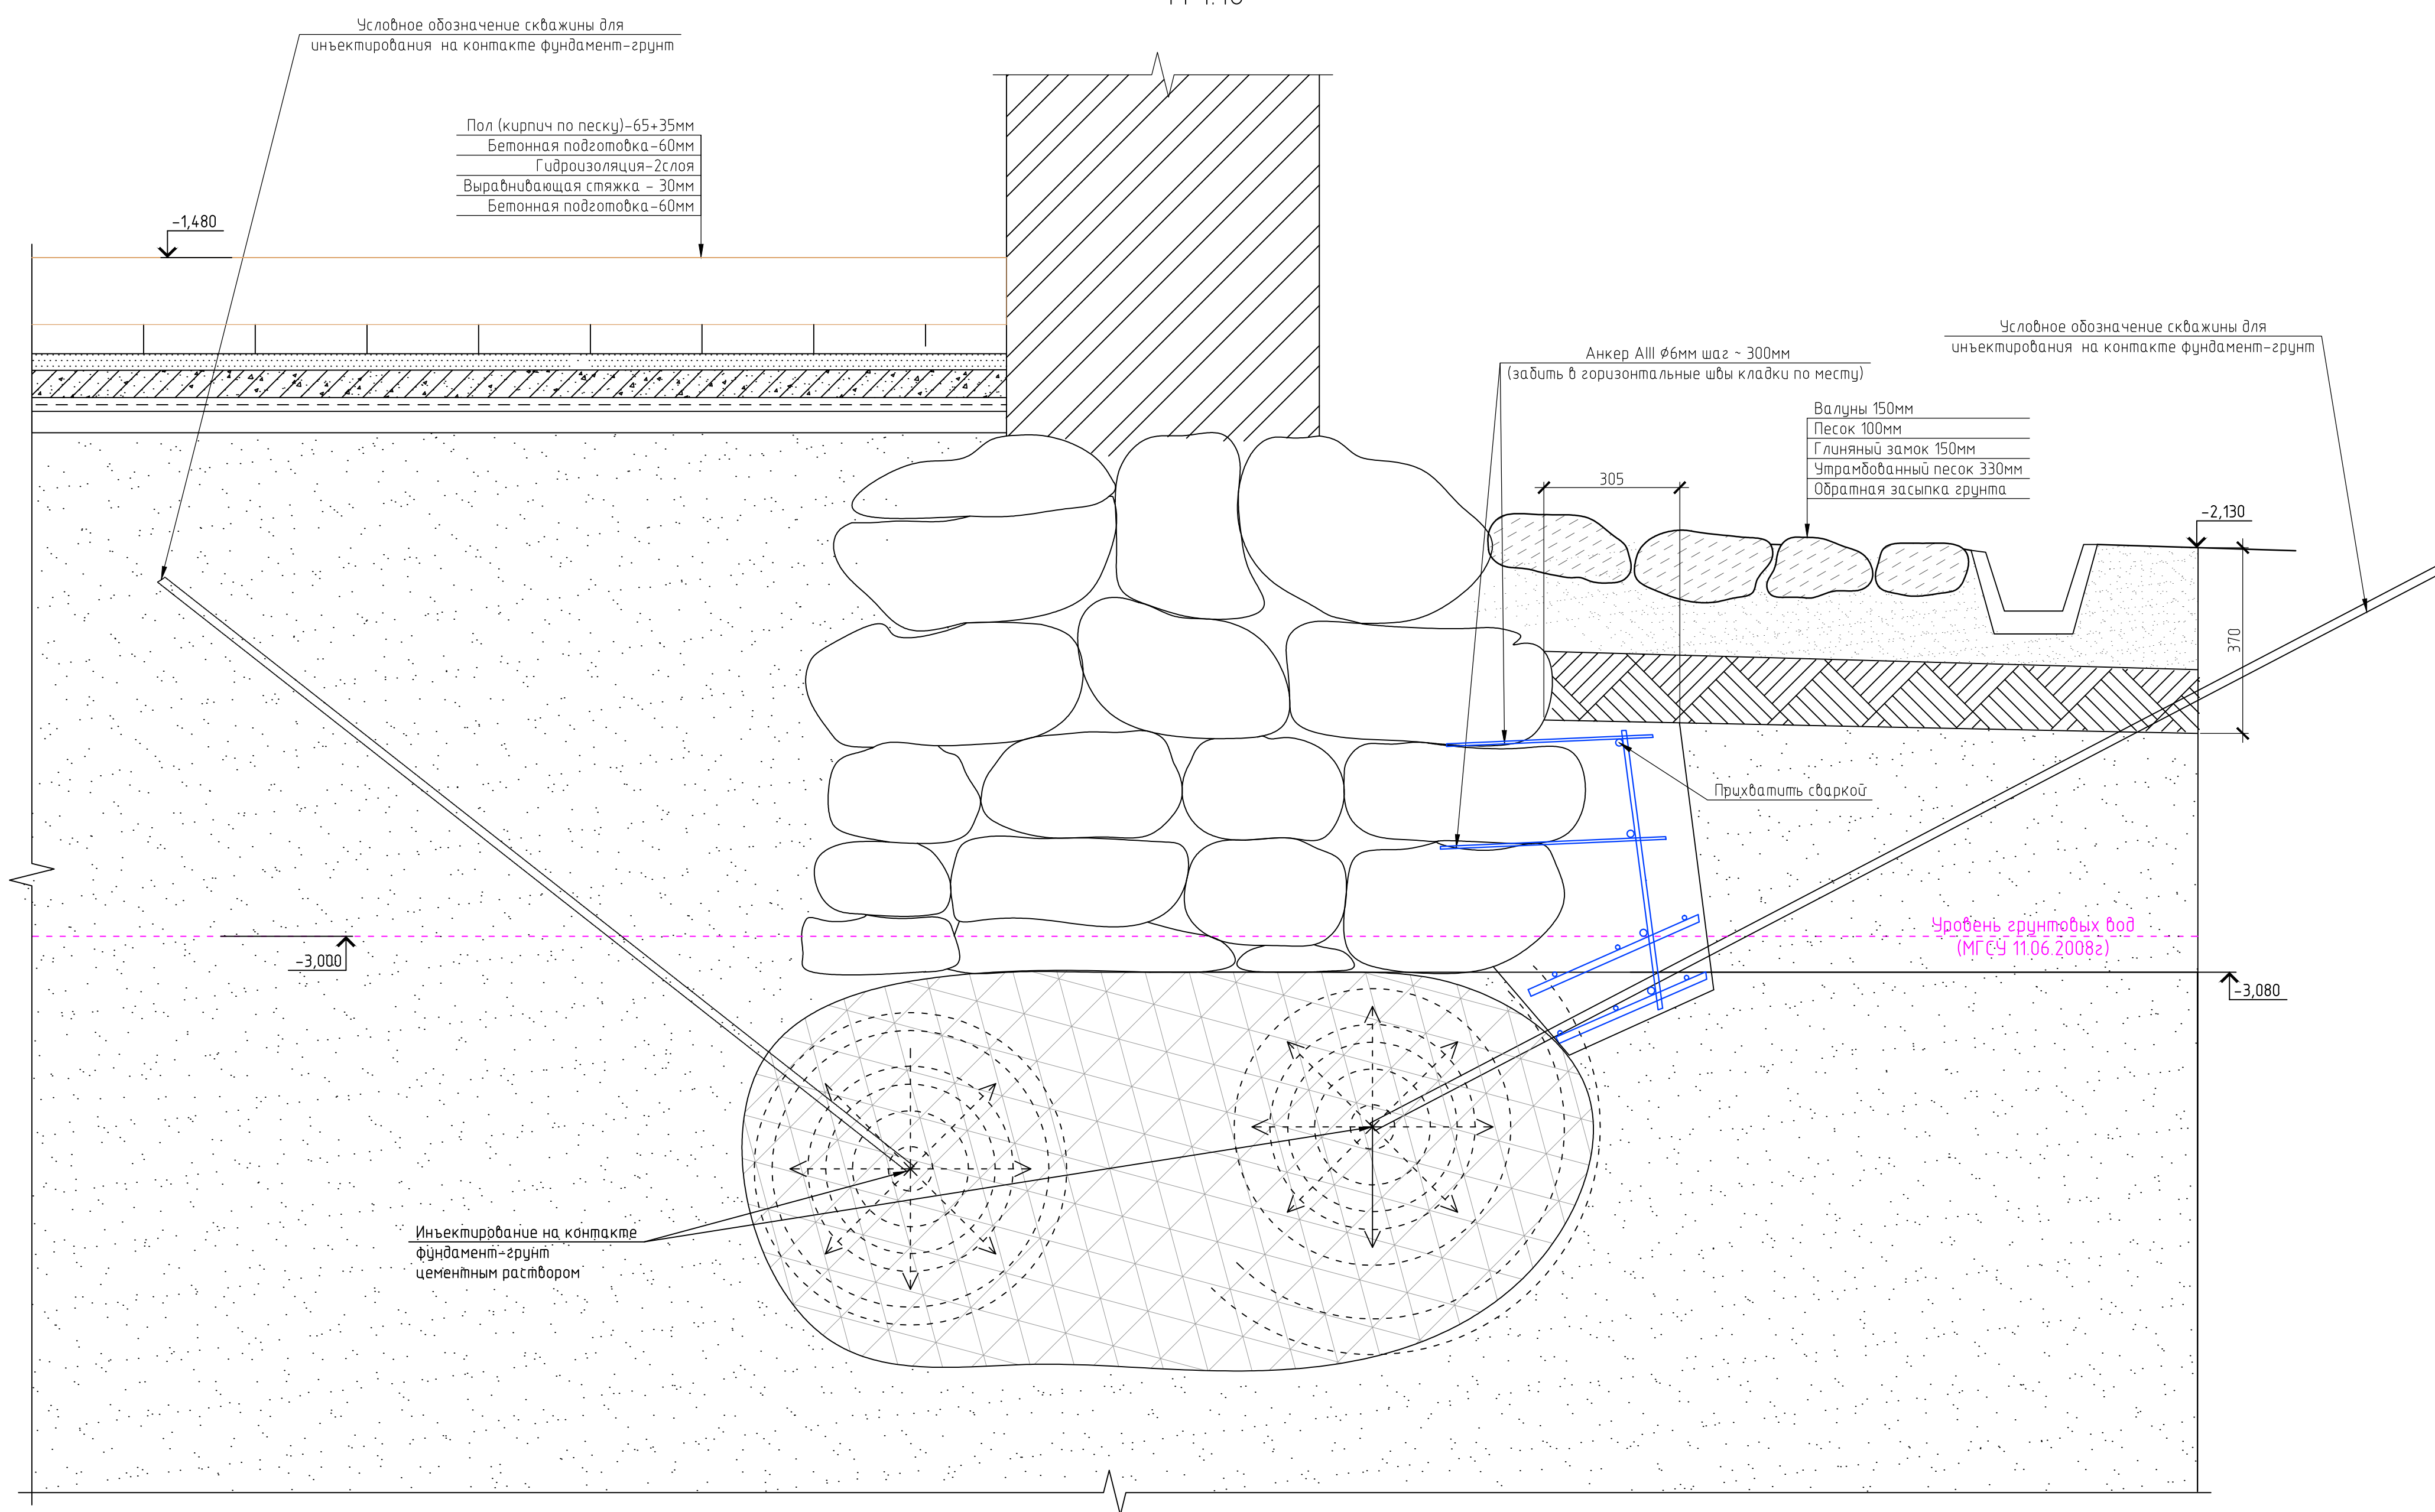 Условное обозначение скважины для
инъектирования на контакте фундамент-грунт
Пол (кирпич по песку)-65+35мм
Бетонная подготовка-60мм
Гидроизоляция-2слоя
Выравнивающая стяжка - 30мм
Бетонная подготовка-60мм
-1,480
Условное обозначение скважины для
инъектирования на контакте фундамент-грунт
Анкер АIII Ø6мм шаг ~ 300мм
(забить в горизонтальные швы кладки по месту)
Валуны 150мм
Песок 100мм
Глиняный замок 150мм
Утрамбованный песок 330мм
Обратная засыпка грунта
305
-2,130
370
Прихватить сваркой
Уровень грунтовых вод
(МГСУ 11.06.2008г)
-3,000
-3,080
Инъектирование на контакте
фундамент-грунт
цементным раствором